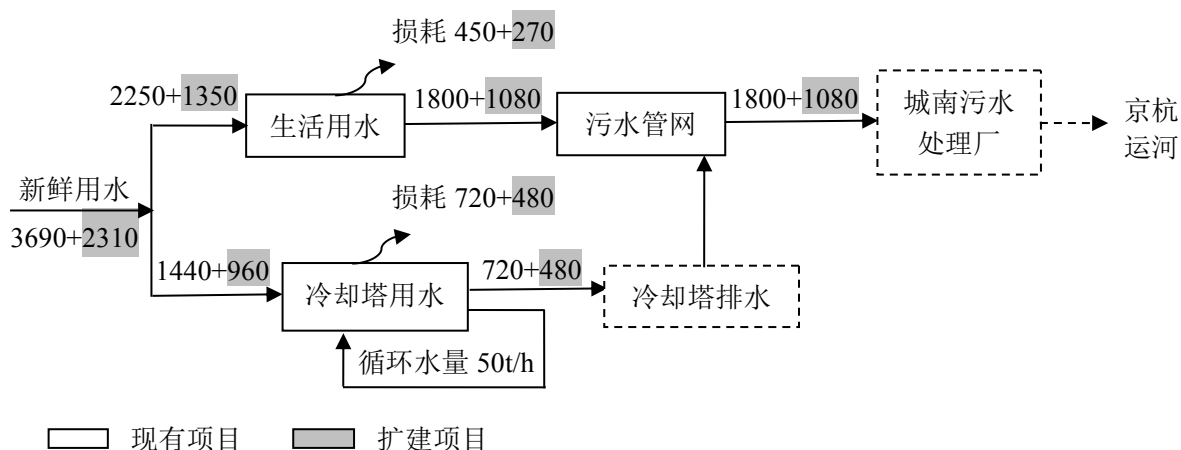 损耗 450+270
2250+1350
生活用水
1800+1080
污水管网
1800+1080
城南污水
处理厂
京杭
运河
新鲜用水
3690+2310
损耗 720+480
1440+960
冷却塔用水
720+480
冷却塔排水
循环水量 50t/h
现有项目
扩建项目